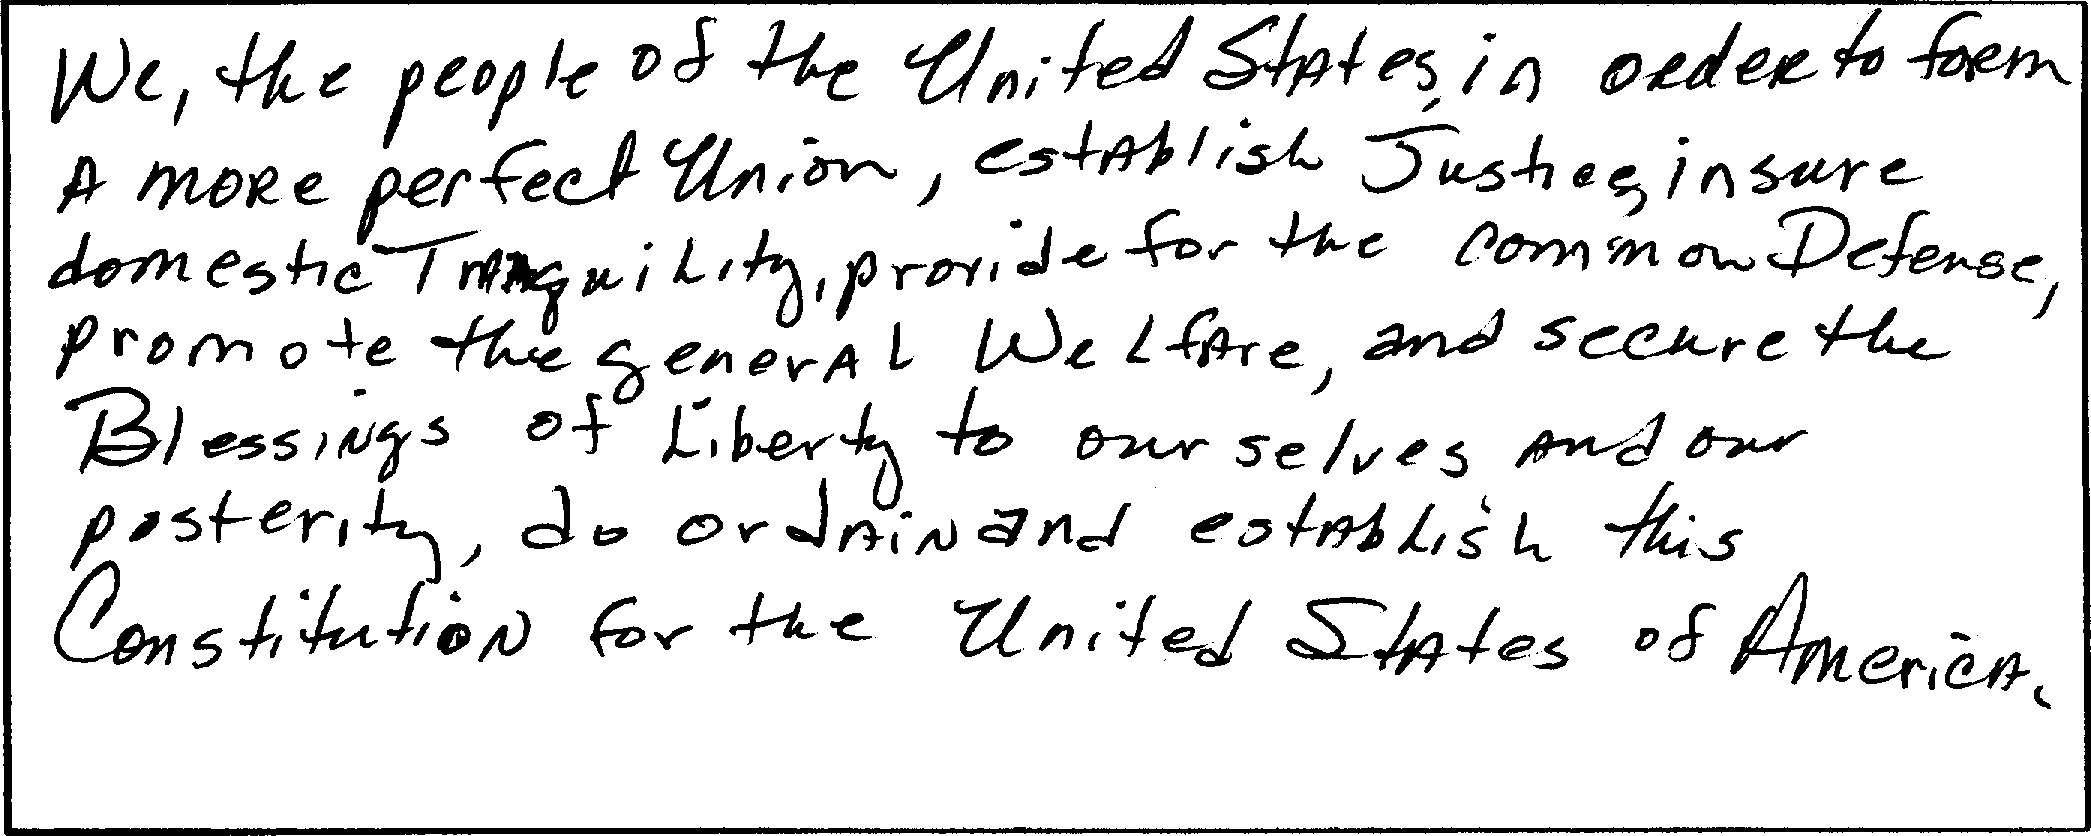 We, the people of the United States, in order to form
A more perfect Union, establish Justice, insure
domestic Tranquility, provide for the common Defense,
promote the general Welfare, and secure the
Blessings of Liberty to ourselves and our
posterity, do ordain and establish this
Constitution for the United States of America.